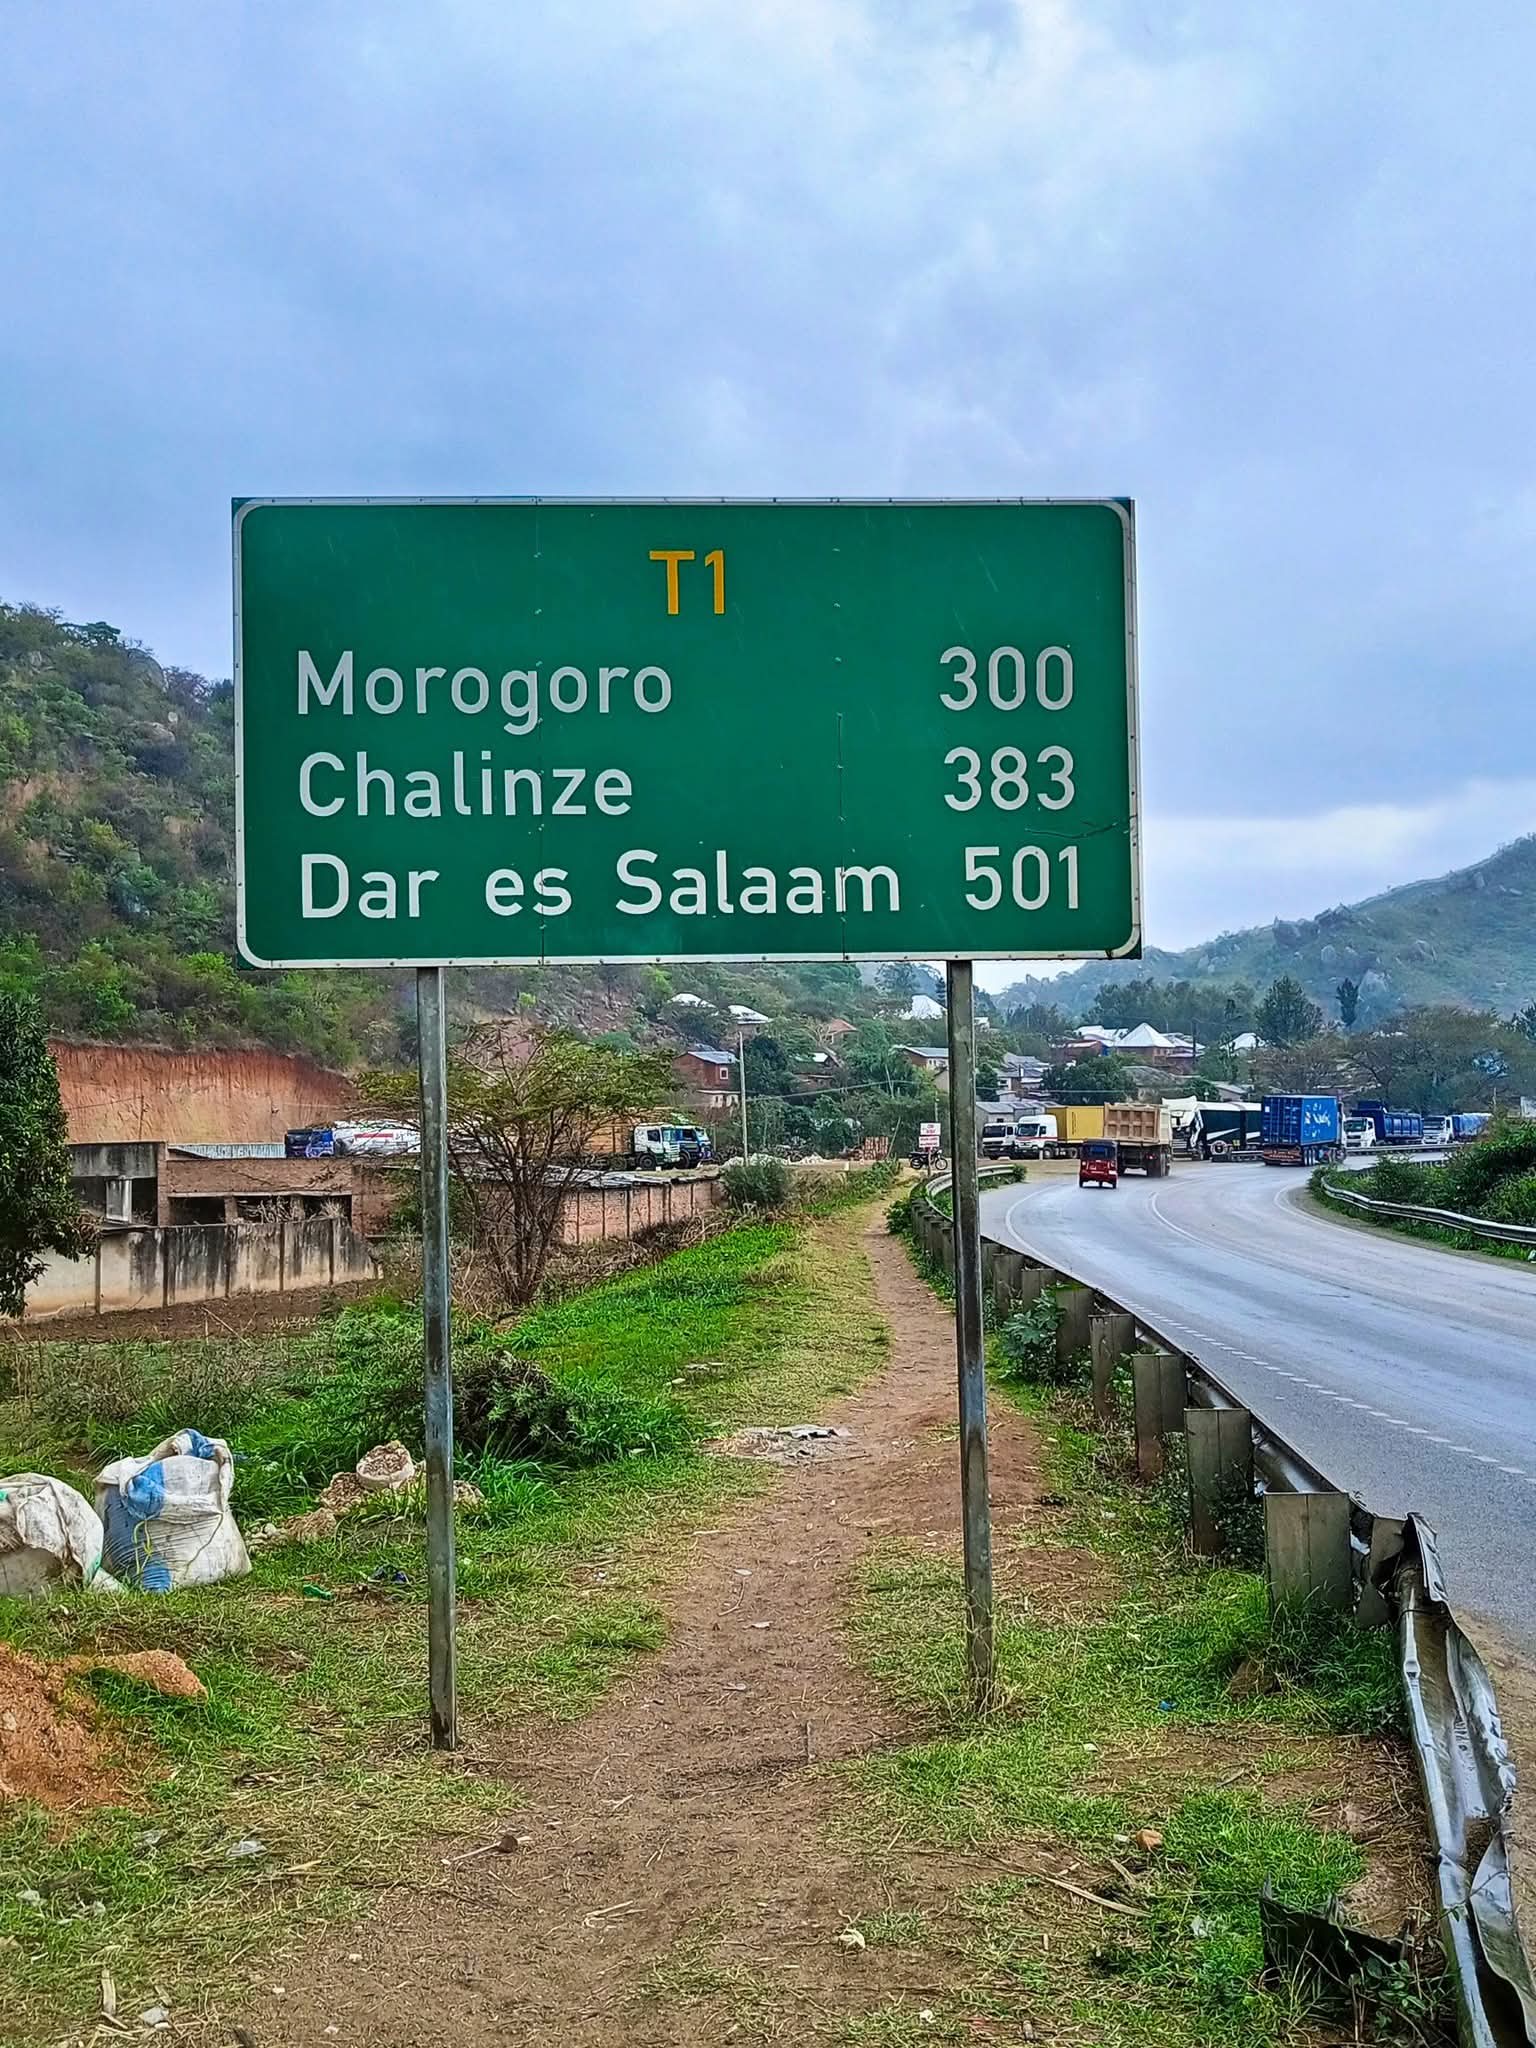 T1
Morogoro 300
Chalinze 383
Dar es Salaam 501